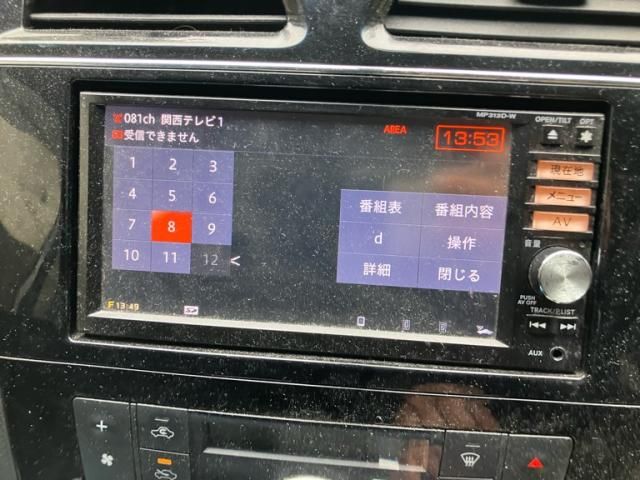 MP313D-W
OPEN/TILT OPT
081ch 関西テレビ1
受信できません
AREA
13:53
1 2 3
4 5 6
7 8 9
10 11 12 <
番組表 番組内容
d 操作
詳細 閉じる
F 13:49
現在地
メニュー
AV
音量
PUSH
AV OFF
TRACK/P.LIST
AUX